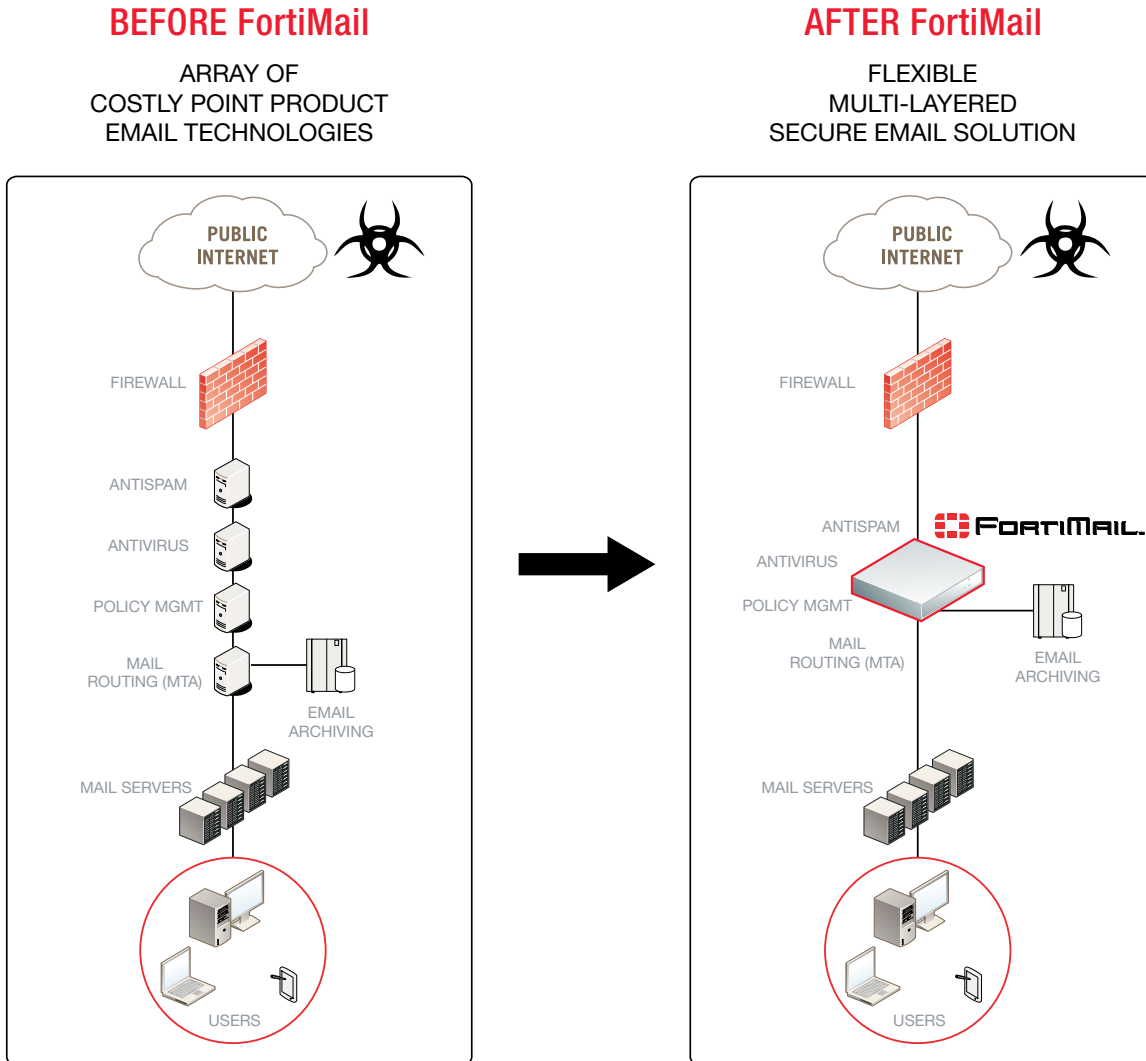 BEFORE FortiMail
ARRAY OF
COSTLY POINT PRODUCT
EMAIL TECHNOLOGIES
PUBLIC
INTERNET
FIREWALL
ANTISPAM
ANTIVIRUS
POLICY MGMT
MAIL
ROUTING (MTA)
EMAIL
ARCHIVING
MAIL SERVERS
USERS
AFTER FortiMail
FLEXIBLE
MULTI-LAYERED
SECURE EMAIL SOLUTION
PUBLIC
INTERNET
FIREWALL
ANTISPAM
FORTIMAIL
ANTIVIRUS
POLICY MGMT
MAIL
ROUTING (MTA)
EMAIL
ARCHIVING
MAIL SERVERS
USERS